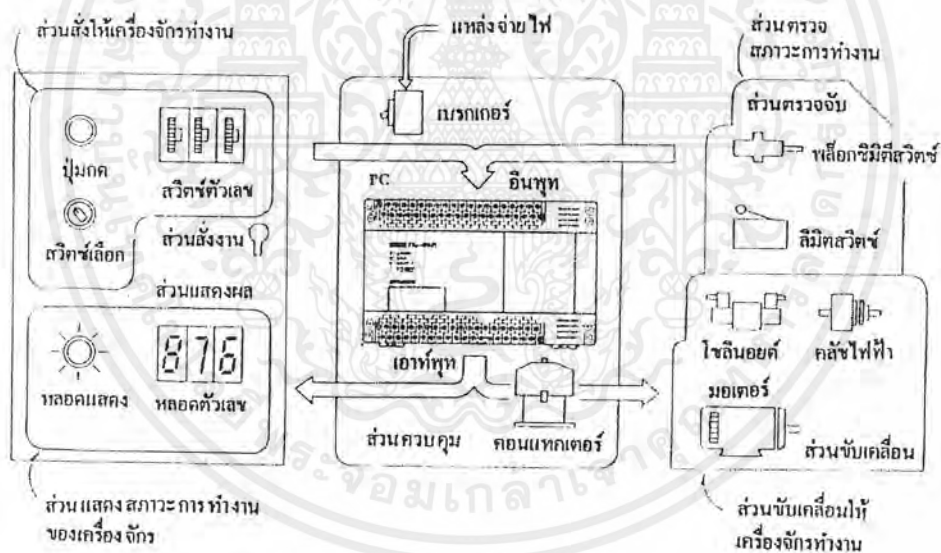 ส่วนสั่งให้เครื่องจักรทำงาน
แหล่งจ่ายไฟ
ส่วนตรวจ
สภาวะการทำงาน
เบรกเกอร์
ส่วนตรวจจับ
พล็อกซิมิตีสวิตซ์
ปุ่มกด
สวิตช์ตัวเลข
PC
อินพุท
ลิมิตสวิตซ์
สวิตช์เลือก
ส่วนสั่งงาน
ส่วนแสดงผล
876
โซลินอยด์
คลัชไฟฟ้า
เอาท์พุท
มอเตอร์
หลอดแสดง
หลอดตัวเลข
ส่วนควบคุม
คอนแทกเตอร์
ส่วนขับเคลื่อน
ส่วนแสดงสภาวะการทำงาน
ของเครื่องจักร
ส่วนขับเคลื่อนให้
เครื่องจักรทำงาน